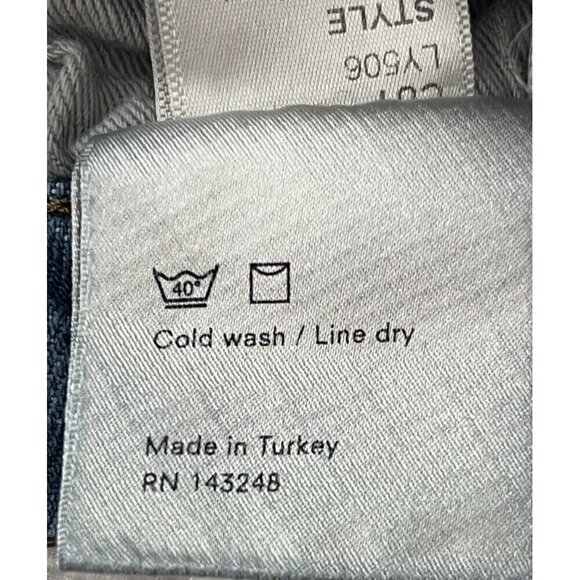 STYLE
LY506
40°
Cold wash / Line dry
Made in Turkey
RN 143248